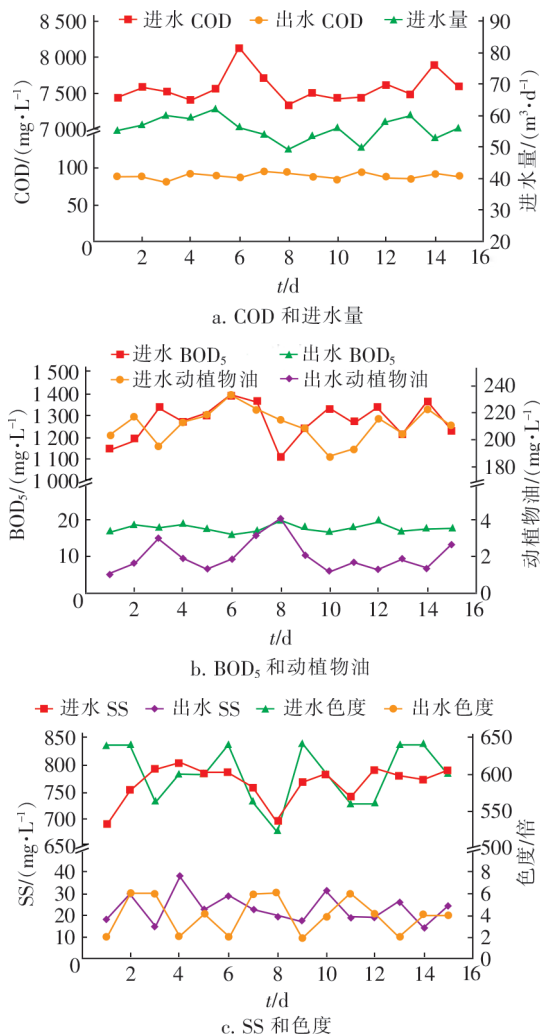 进水 COD 出水 COD 进水量
8 500
8 000
7 500
7 000
100
50
0
COD/(mg·L⁻¹)
90
80
70
60
50
40
30
20
进水量/(m³·d⁻¹)
2 4 6 8 10 12 14 16
t/d
a. COD 和进水量
进水 BOD₅ 出水 BOD₅
进水动植物油 出水动植物油
1 500
1 400
1 300
1 200
1 100
1 000
20
10
0
BOD₅/(mg·L⁻¹)
240
220
200
180
4
2
0
动植物油/(mg·L⁻¹)
2 4 6 8 10 12 14 16
t/d
b. BOD₅ 和动植物油
进水 SS 出水 SS 进水色度 出水色度
850
800
750
700
650
40
30
20
10
0
SS/(mg·L⁻¹)
650
600
550
500
8
6
4
2
0
色度/倍
2 4 6 8 10 12 14 16
t/d
c. SS 和色度